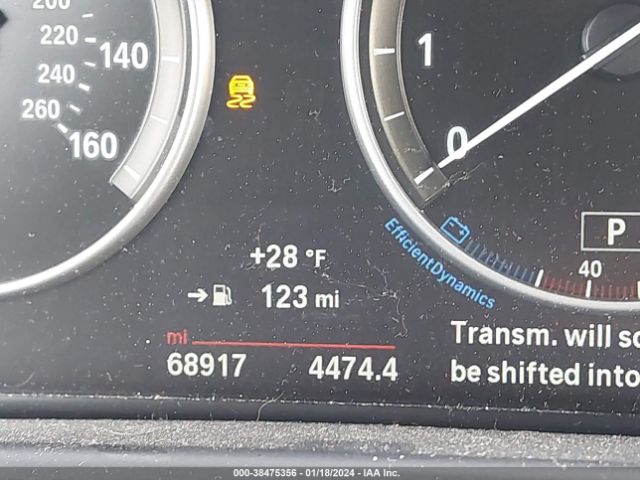 200
220
240
260
140
160
1
0
EfficientDynamics
P
40
+28 °F
→ 123 mi
mi
68917 4474.4
Transm. will
be shifted into
000-38475356 - 01/18/2024 - IAA Inc.